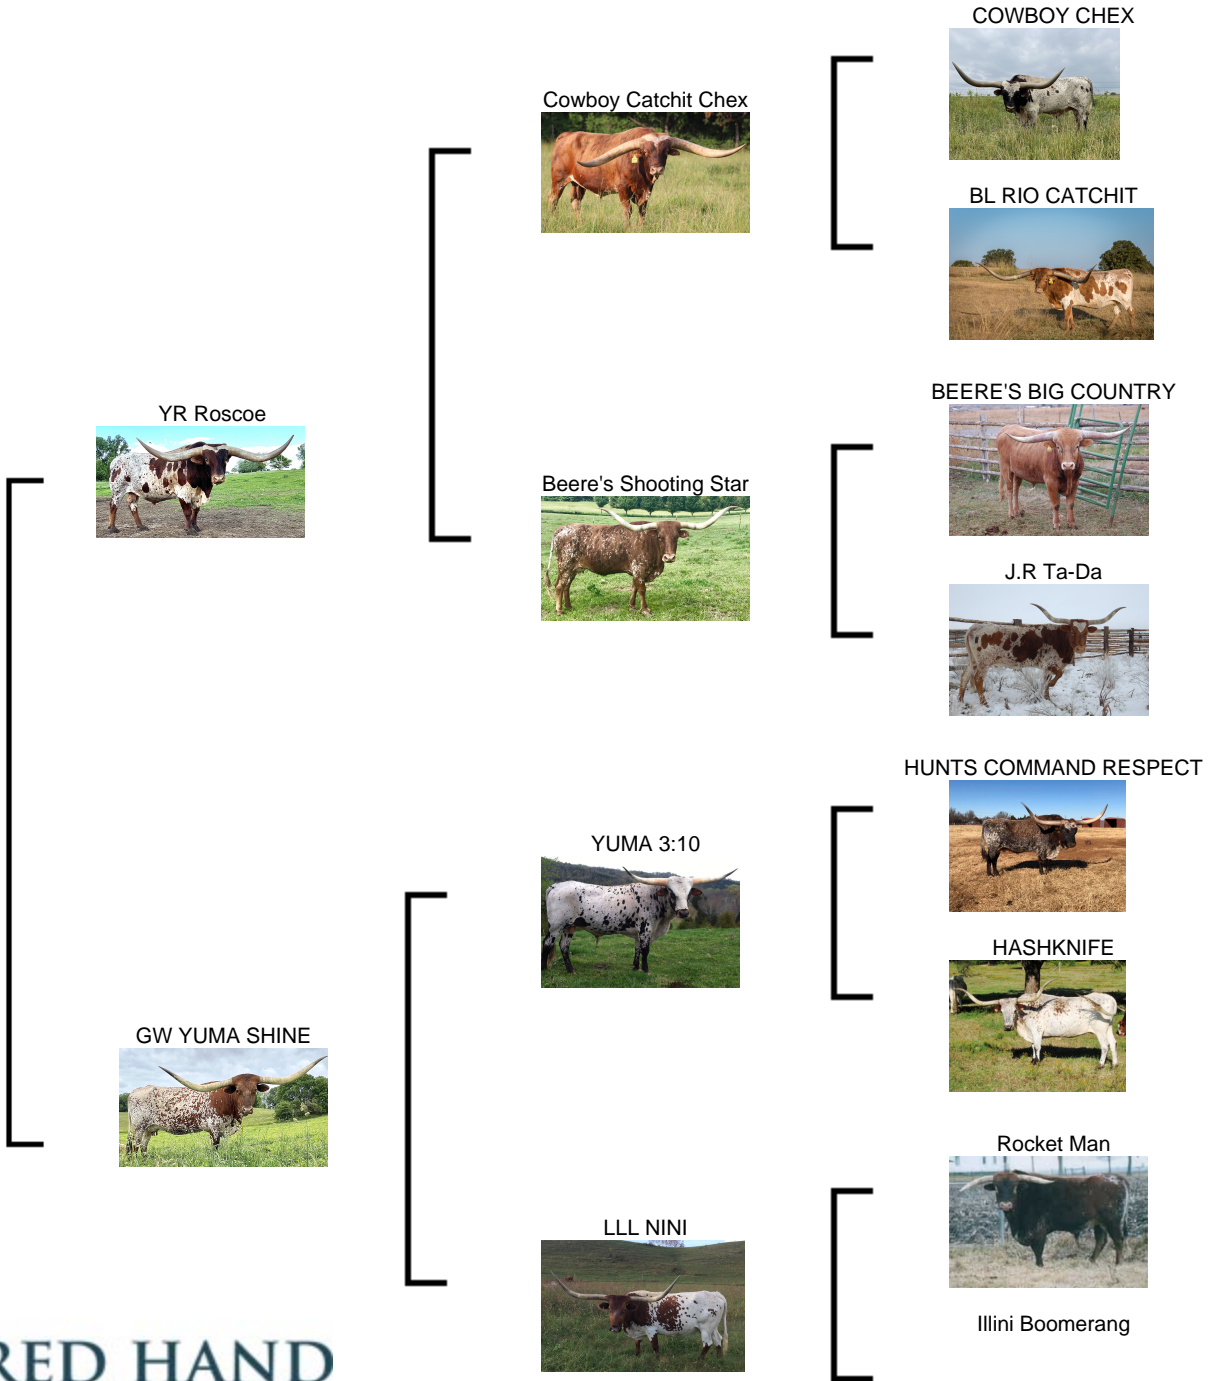 COWBOY CHEX
Cowboy Catchit Chex
BL RIO CATCHIT
YR Roscoe
BEERE'S BIG COUNTRY
Beere's Shooting Star
J.R Ta-Da
HUNTS COMMAND RESPECT
YUMA 3:10
HASHKNIFE
GW YUMA SHINE
Rocket Man
LLL NINI
Illini Boomerang
RED HAND